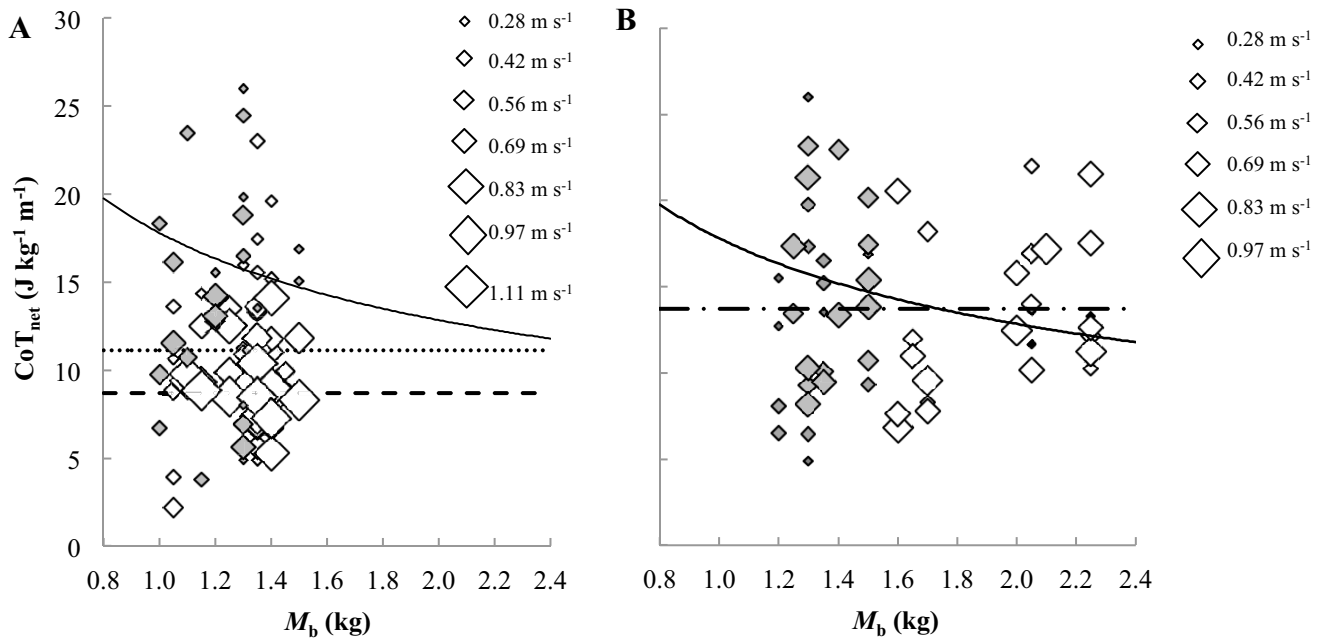 A
30
25
20
15
10
5
0
CoT_net (J kg⁻¹ m⁻¹)
0.8 1.0 1.2 1.4 1.6 1.8 2.0 2.2 2.4
M_b (kg)
0.28 m s⁻¹
0.42 m s⁻¹
0.56 m s⁻¹
0.69 m s⁻¹
0.83 m s⁻¹
0.97 m s⁻¹
1.11 m s⁻¹
B
0.8 1.0 1.2 1.4 1.6 1.8 2.0 2.2 2.4
M_b (kg)
0.28 m s⁻¹
0.42 m s⁻¹
0.56 m s⁻¹
0.69 m s⁻¹
0.83 m s⁻¹
0.97 m s⁻¹